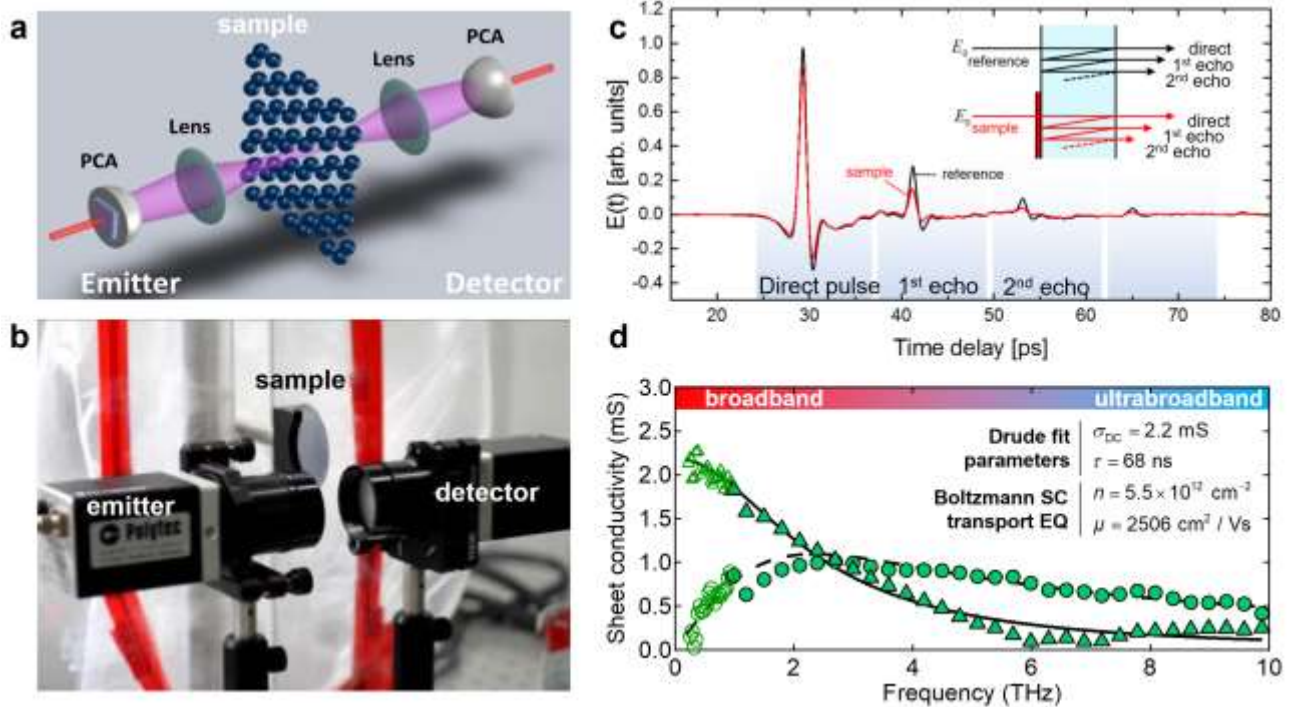 a
sample
PCA
Lens
Lens
PCA
Emitter
Detector
b
sample
emitter
Polytec
detector
c
E(t) [arb. units]
1.0
0.8
0.6
0.4
0.2
0.0
-0.2
-0.4
E₀
reference
direct
1ˢᵗ echo
2ⁿᵈ echo
E₀
sample
direct
1ˢᵗ echo
2ⁿᵈ echo
sample
reference
Direct pulse
1ˢᵗ echo
2ⁿᵈ echo
20 30 40 50 60 70 80
Time delay [ps]
d
Sheet conductivity (mS)
3.0
2.5
2.0
1.5
1.0
0.5
0.0
broadband
ultrabroadband
Drude fit
parameters
σDC = 2.2 mS
τ = 68 ns
Boltzmann SC
transport EQ
n = 5.5 × 10¹² cm⁻²
μ = 2506 cm² / Vs
0 2 4 6 8 10
Frequency (THz)